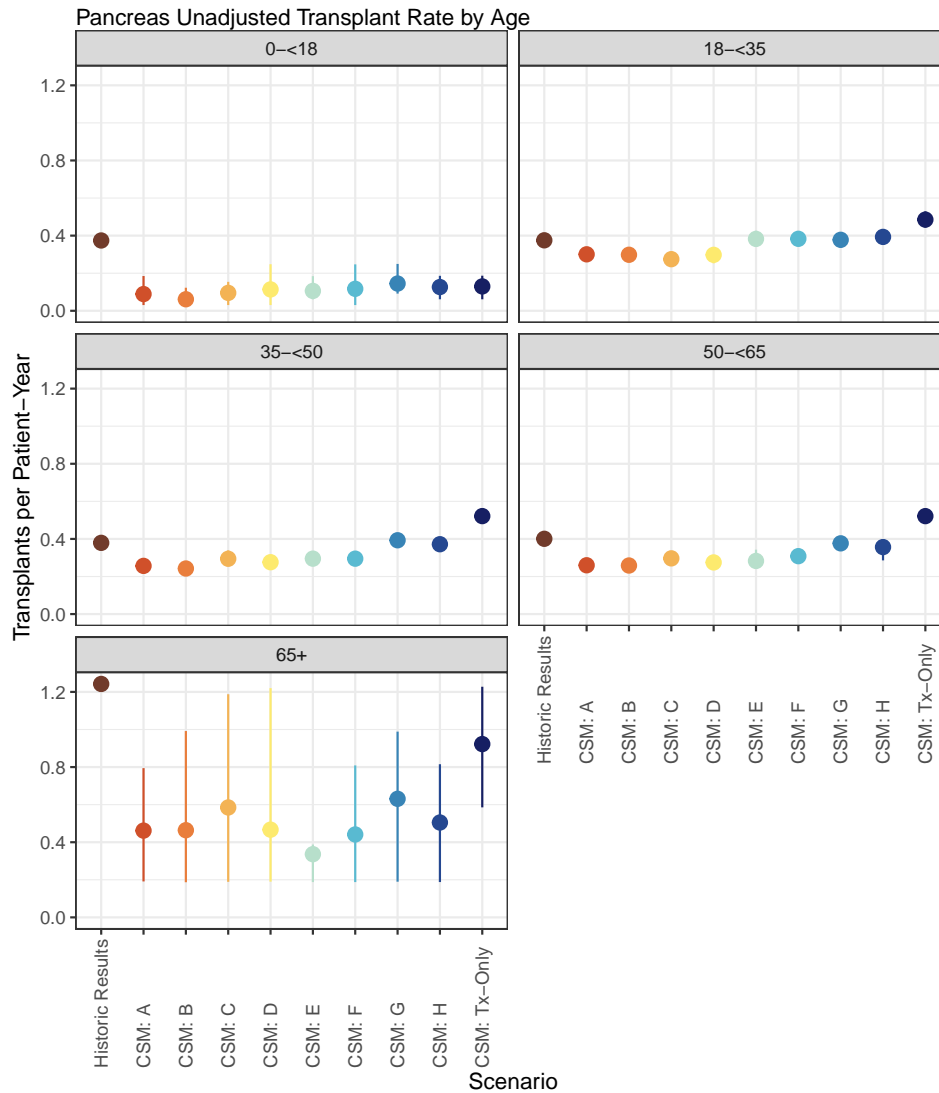 Pancreas Unadjusted Transplant Rate by Age
0−<18
18−<35
1.2
0.8
0.4
0.0
35−<50
50−<65
1.2
0.8
0.4
0.0
65+
1.2
0.8
0.4
0.0
Transplants per Patient−Year
Historic Results
CSM: A
CSM: B
CSM: C
CSM: D
CSM: E
CSM: F
CSM: G
CSM: H
CSM: Tx−Only
Historic Results
CSM: A
CSM: B
CSM: C
CSM: D
CSM: E
CSM: F
CSM: G
CSM: H
CSM: Tx−Only
Scenario